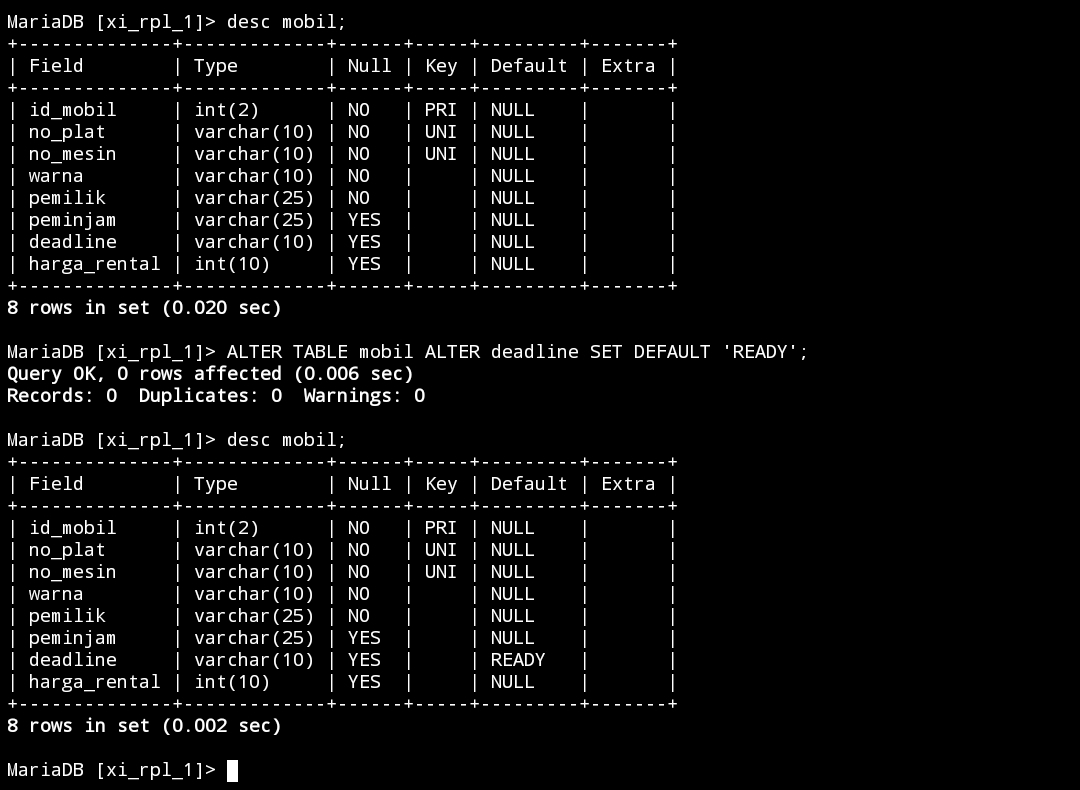 MariaDB [xi_rpl_1]> desc mobil;
+--------------+-------------+------+-----+---------+-------+
| Field        | Type        | Null | Key | Default | Extra |
+--------------+-------------+------+-----+---------+-------+
| id_mobil     | int(2)      | NO   | PRI | NULL    |       |
| no_plat      | varchar(10) | NO   | UNI | NULL    |       |
| no_mesin     | varchar(10) | NO   | UNI | NULL    |       |
| warna        | varchar(10) | NO   |     | NULL    |       |
| pemilik      | varchar(25) | NO   |     | NULL    |       |
| peminjam     | varchar(25) | YES  |     | NULL    |       |
| deadline     | varchar(10) | YES  |     | NULL    |       |
| harga_rental | int(10)     | YES  |     | NULL    |       |
+--------------+-------------+------+-----+---------+-------+
8 rows in set (0.020 sec)

MariaDB [xi_rpl_1]> ALTER TABLE mobil ALTER deadline SET DEFAULT 'READY';
Query OK, 0 rows affected (0.006 sec)
Records: 0  Duplicates: 0  Warnings: 0

MariaDB [xi_rpl_1]> desc mobil;
+--------------+-------------+------+-----+---------+-------+
| Field        | Type        | Null | Key | Default | Extra |
+--------------+-------------+------+-----+---------+-------+
| id_mobil     | int(2)      | NO   | PRI | NULL    |       |
| no_plat      | varchar(10) | NO   | UNI | NULL    |       |
| no_mesin     | varchar(10) | NO   | UNI | NULL    |       |
| warna        | varchar(10) | NO   |     | NULL    |       |
| pemilik      | varchar(25) | NO   |     | NULL    |       |
| peminjam     | varchar(25) | YES  |     | NULL    |       |
| deadline     | varchar(10) | YES  |     | READY   |       |
| harga_rental | int(10)     | YES  |     | NULL    |       |
+--------------+-------------+------+-----+---------+-------+
8 rows in set (0.002 sec)

MariaDB [xi_rpl_1]>